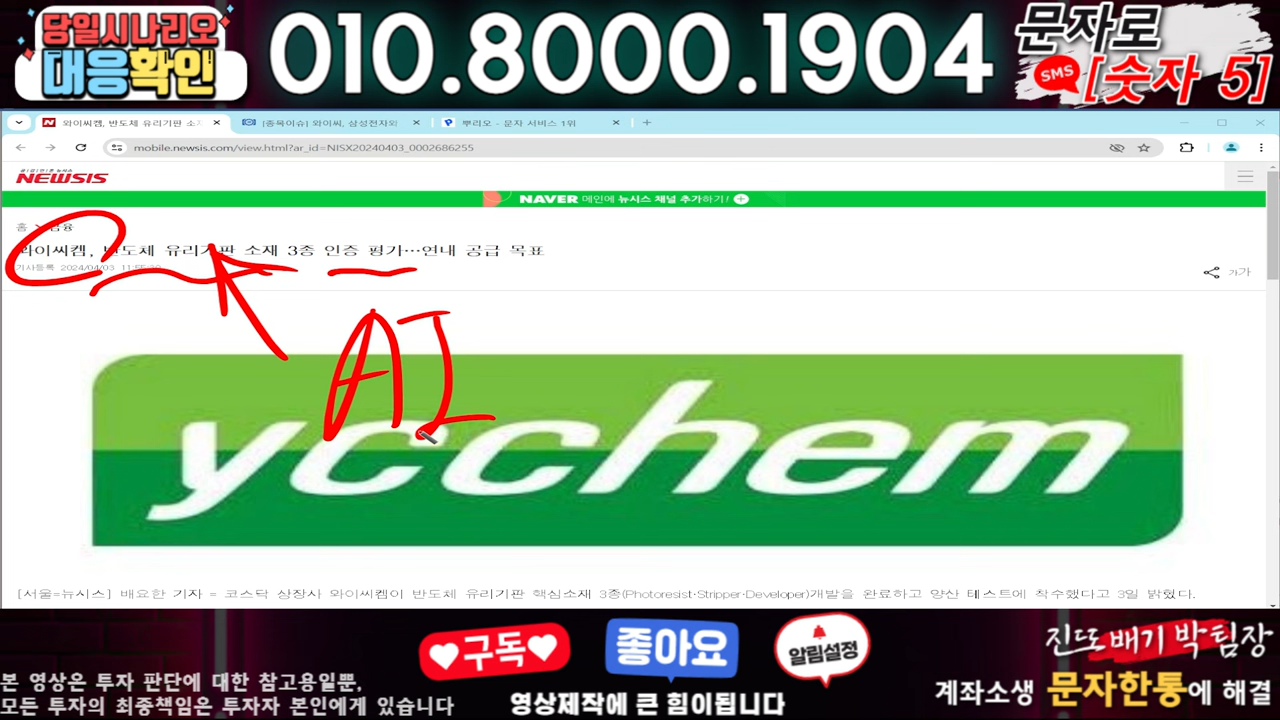 당일시나리오
대응확인
010.8000.1904
문자로
SMS
[숫자 5]
와이씨켐, 반도체 유리기판 소재
[종목이슈] 와이씨, 삼성전자와
뿌리오 - 문자 서비스 1위
mobile.newsis.com/view.html?ar_id=NISX20240403_0002686255
NEWSIS
NAVER 메인에 뉴시스 채널 추가하기!
홈 > 금융
와이씨켐, 반도체 유리기판 소재 3종 인증 평가…연내 공급 목표
기사등록 2024/04/03
가가
AI
ycchem
[서울=뉴시스] 배요한 기자 = 코스닥 상장사 와이씨켐이 반도체 유리기판 핵심소재 3종(Photoresist·Stripper·Developer)개발을 완료하고 양산 테스트에 착수했다고 3일 밝혔다.
구독
좋아요
알림설정
진또배기 박팀장
본 영상은 투자 판단에 대한 참고용일뿐,
모든 투자의 최종책임은 투자자 본인에게 있습니다
영상제작에 큰 힘이됩니다
계좌소생 문자한통에 해결